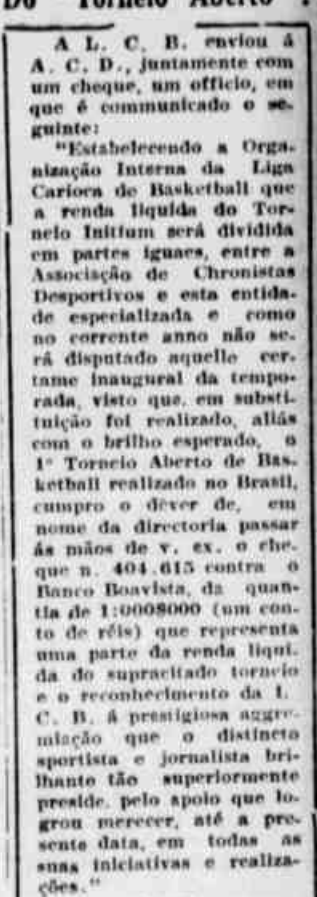 Do Torneio Aberto
A L. C. B. enviou á
A. C. D., juntamente com
um cheque, um officio, em
que é communicado o se-
guinte:
"Estabelecendo a Orga-
nização Interna da Liga
Carioca de Basketball que
a renda liquida do Tor-
neio Initium será dividida
em partes iguaes, entre a
Associação de Chronistas
Desportivos e esta entida-
de especializada e como
no corrente anno não se-
rá disputado aquelle cer-
tame inaugural da tempo-
rada, visto que, em substi-
tuição foi realizado, aliás
com o brilho esperado, o
1° Torneio Aberto de Bas-
ketball realizado no Brasil,
cumpro o dever de, em
nome da directoria passar
ás mãos de v. ex. o che-
que n. 404.615 contra o
Banco Boavista, da quan-
tia de 1:000$000 (um con-
to de réis) que representa
uma parte da renda liqui-
da do supracitado torneio
e o reconhecimento da L.
C. B. á prestigiosa aggre-
miação que o distincto
sportista e jornalista bri-
lhante tão superiormente
preside, pelo apoio que lo-
grou merecer, até a pre-
sente data, em todas as
suas iniciativas e realiza-
ções."